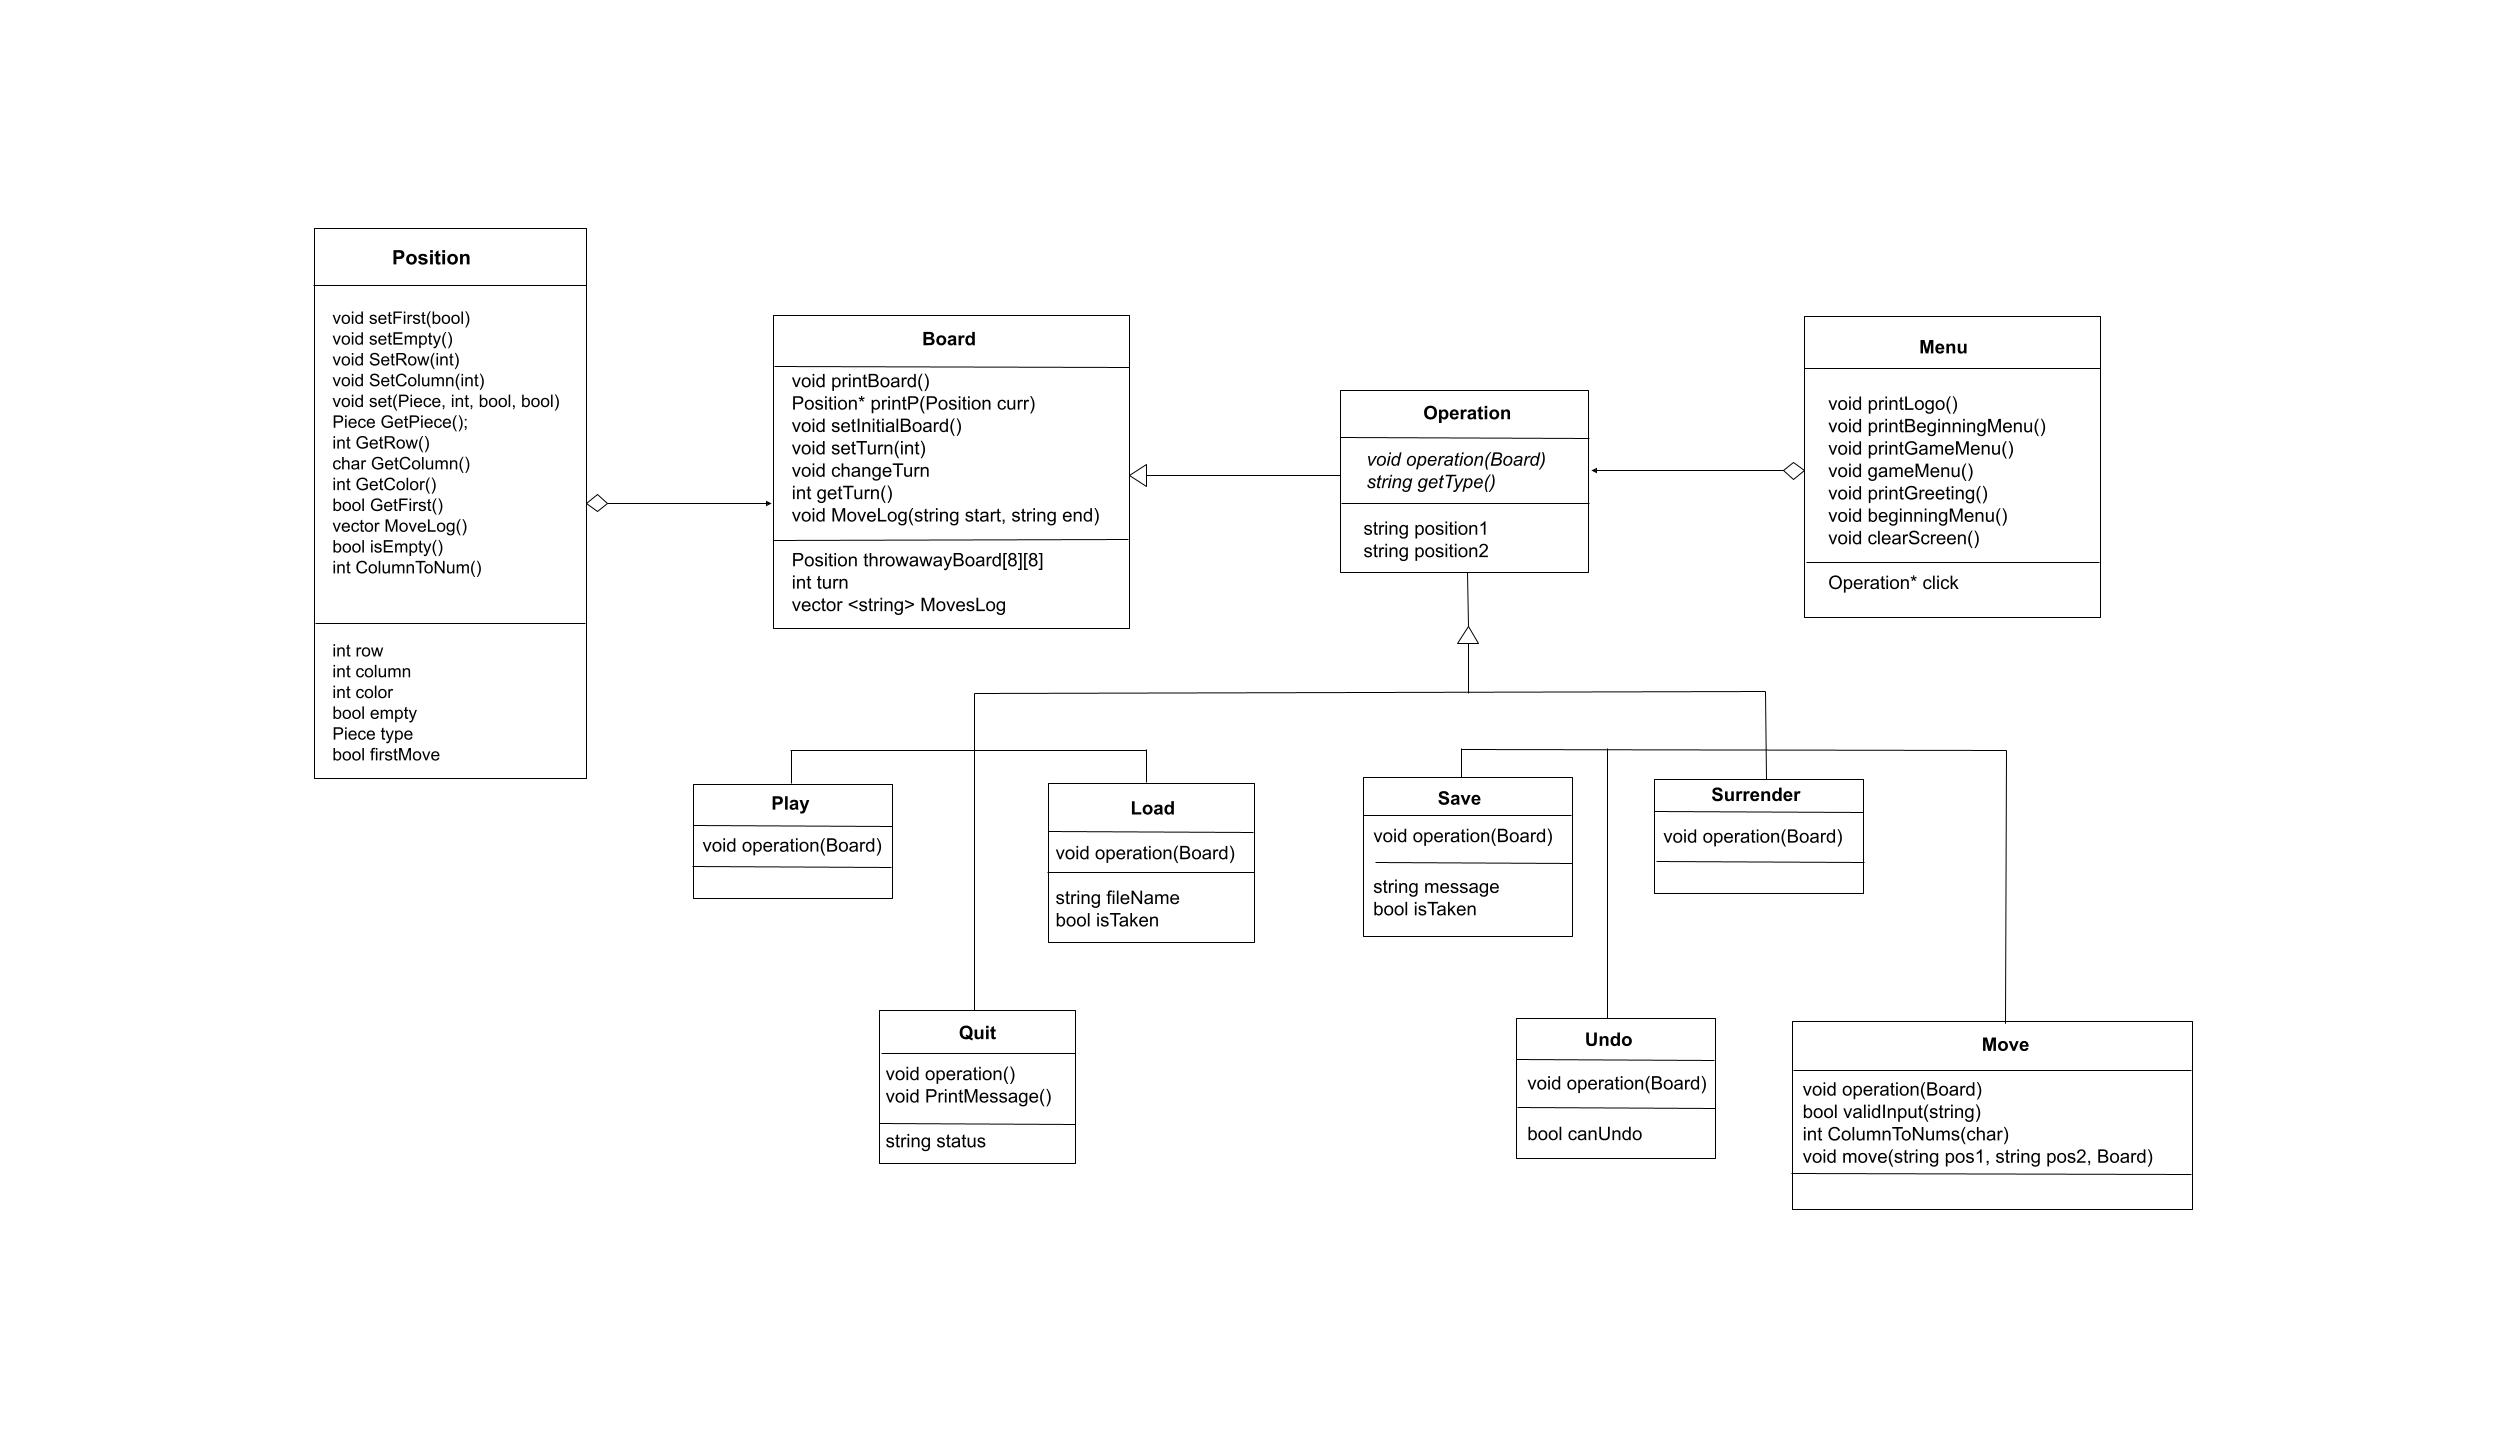 Position
void setFirst(bool)
void setEmpty()
void SetRow(int)
void SetColumn(int)
void set(Piece, int, bool, bool)
Piece GetPiece();
int GetRow()
char GetColumn()
int GetColor()
bool GetFirst()
vector MoveLog()
bool isEmpty()
int ColumnToNum()
int row
int column
int color
bool empty
Piece type
bool firstMove
Board
void printBoard()
Position* printP(Position curr)
void setInitialBoard()
void setTurn(int)
void changeTurn
int getTurn()
void MoveLog(string start, string end)
Position throwawayBoard[8][8]
int turn
vector <string> MovesLog
Operation
void operation(Board)
string getType()
string position1
string position2
Menu
void printLogo()
void printBeginningMenu()
void printGameMenu()
void gameMenu()
void printGreeting()
void beginningMenu()
void clearScreen()
Operation* click
Play
void operation(Board)
Load
void operation(Board)
string fileName
bool isTaken
Save
void operation(Board)
string message
bool isTaken
Surrender
void operation(Board)
Quit
void operation()
void PrintMessage()
string status
Undo
void operation(Board)
bool canUndo
Move
void operation(Board)
bool validInput(string)
int ColumnToNums(char)
void move(string pos1, string pos2, Board)